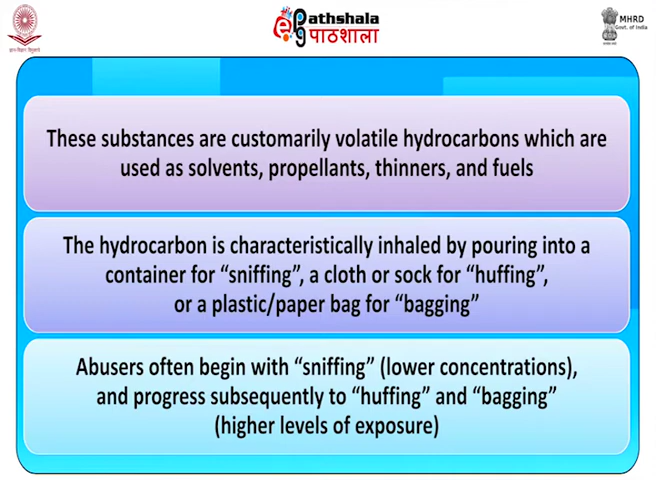 ePG Pathshala
पाठशाला
MHRD
Govt. of India
These substances are customarily volatile hydrocarbons which are
used as solvents, propellants, thinners, and fuels
The hydrocarbon is characteristically inhaled by pouring into a
container for “sniffing”, a cloth or sock for “huffing”,
or a plastic/paper bag for “bagging”
Abusers often begin with “sniffing” (lower concentrations),
and progress subsequently to “huffing” and “bagging”
(higher levels of exposure)